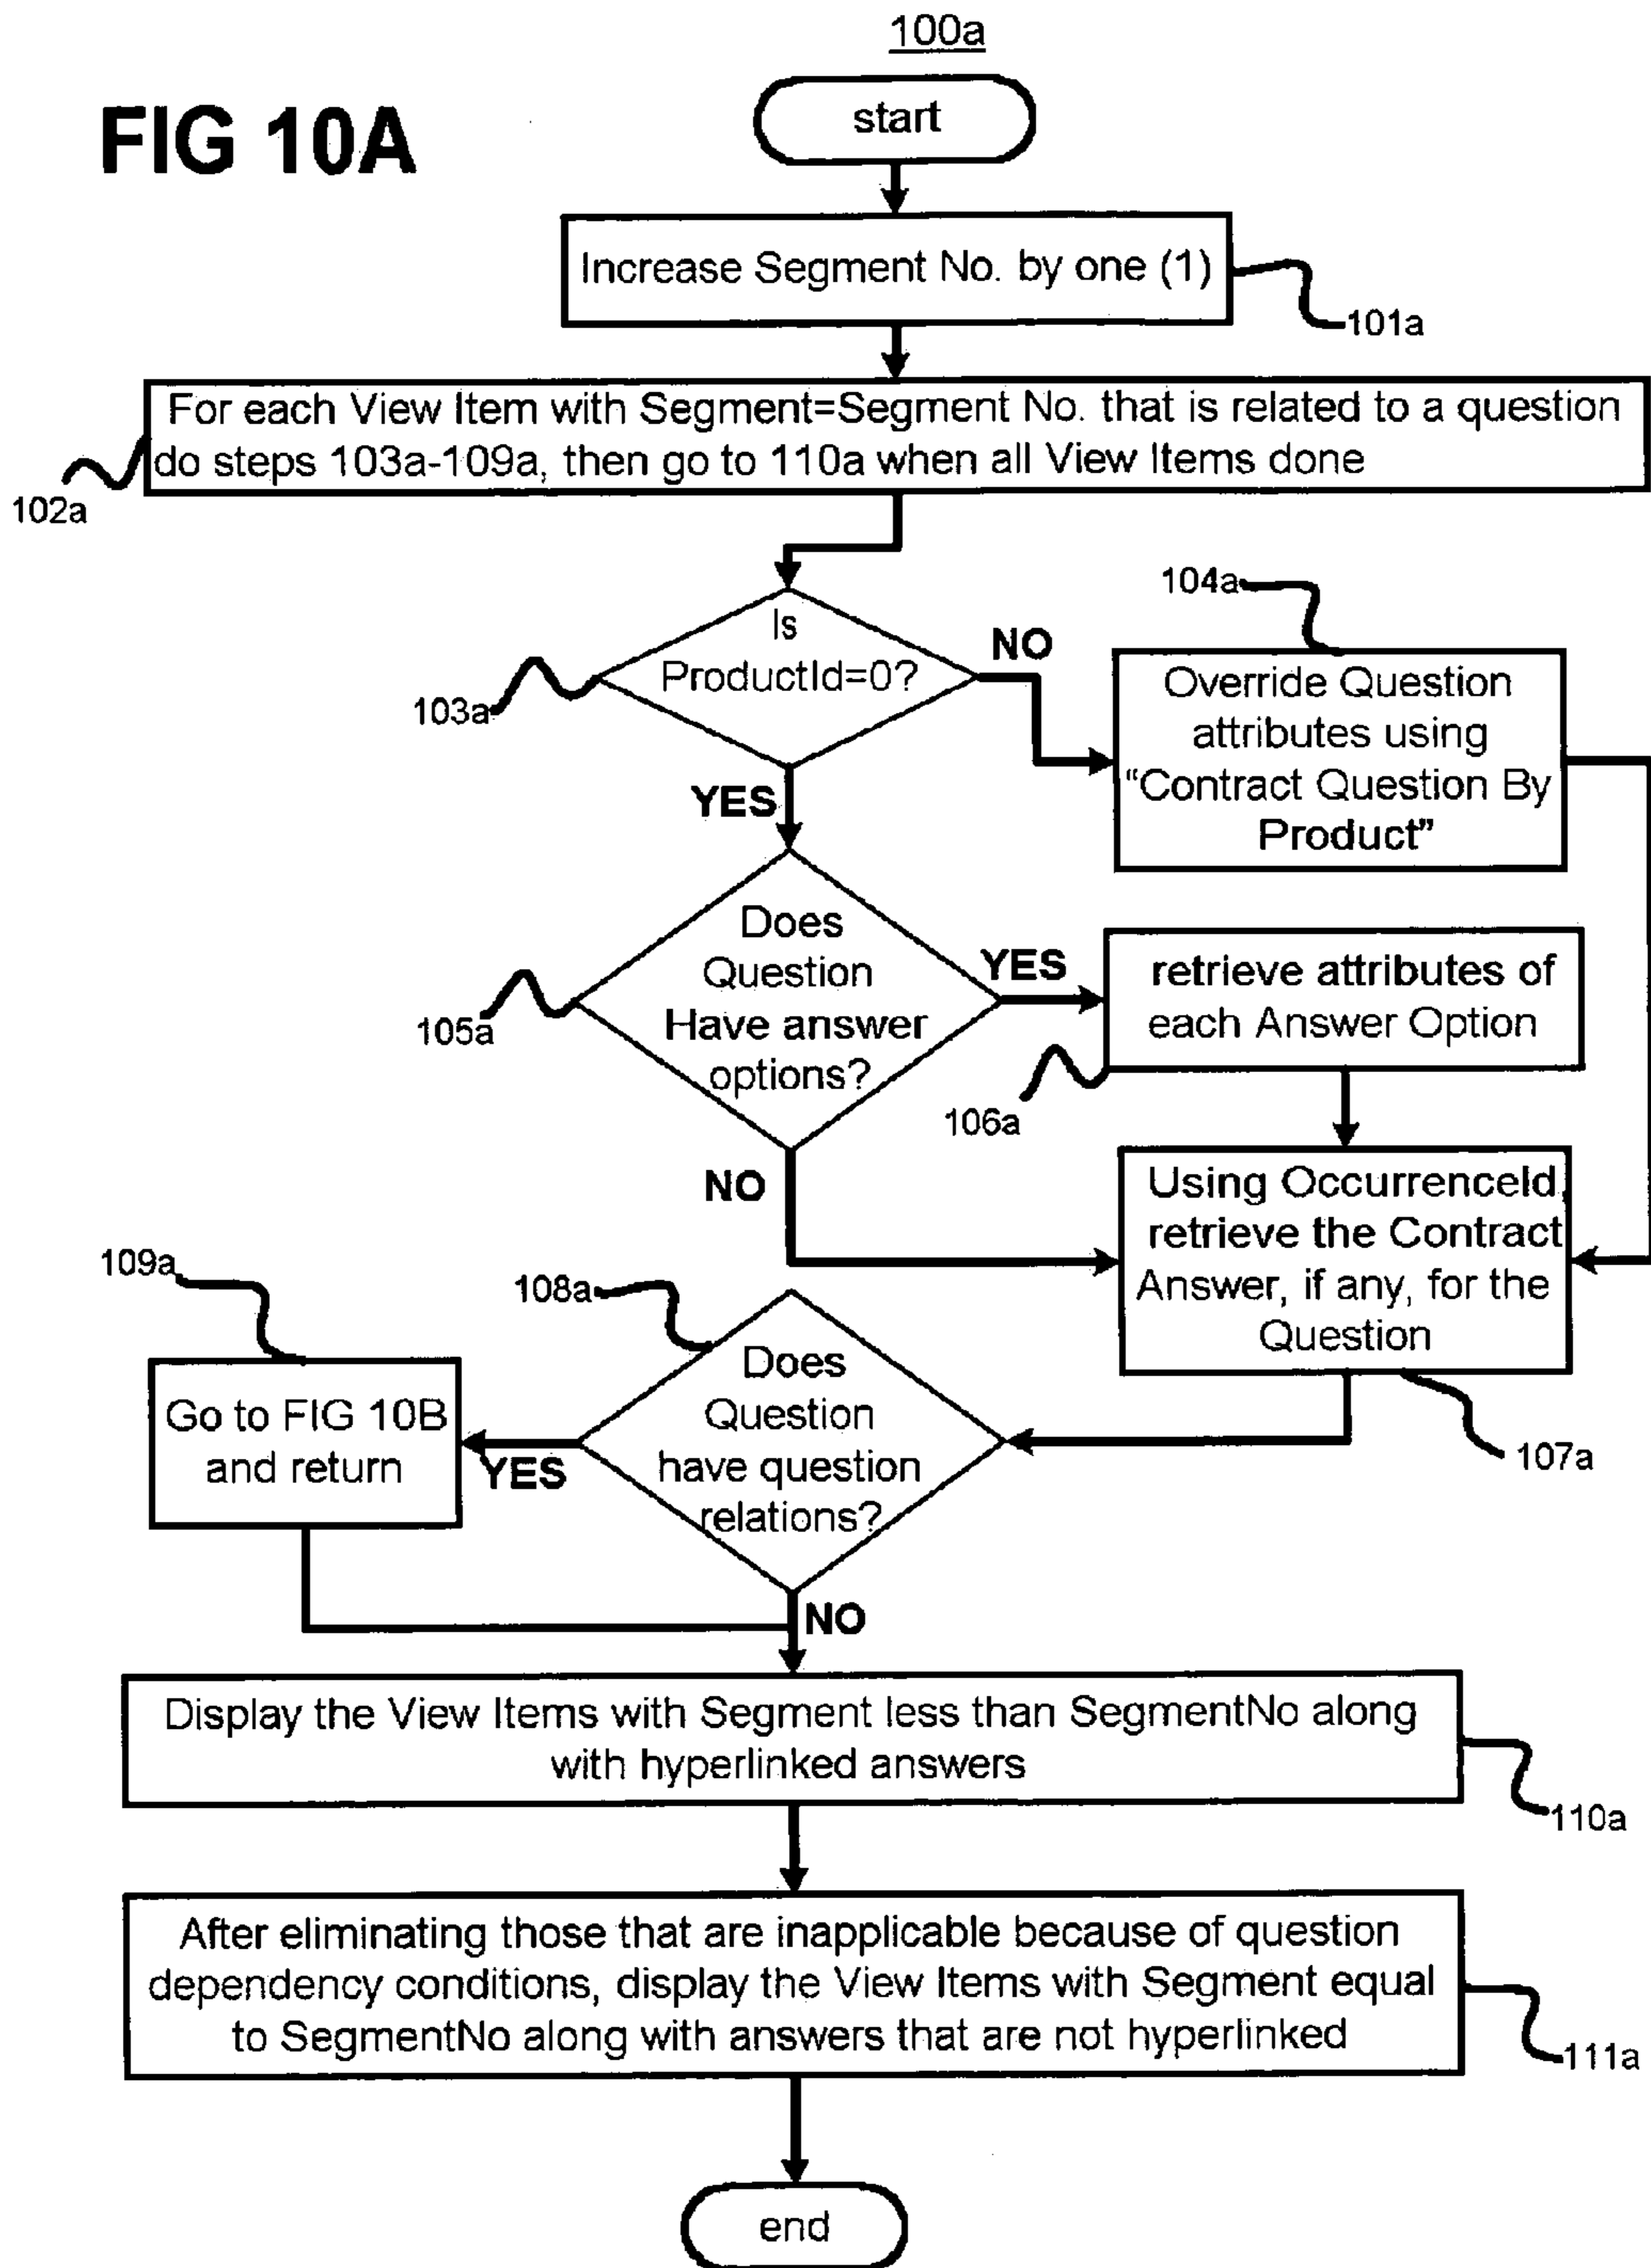 100a
FIG 10A
start
Increase Segment No. by one (1)
101a
For each View Item with Segment=Segment No. that is related to a question
do steps 103a-109a, then go to 110a when all View Items done
102a
Is
ProductId=0?
103a
NO
104a
Override Question
attributes using
“Contract Question By
Product”
YES
Does
Question
Have answer
options?
105a
YES
retrieve attributes of
each Answer Option
106a
NO
Using OccurrenceId
retrieve the Contract
Answer, if any, for the
Question
107a
108a
Does
Question
have question
relations?
109a
YES
Go to FIG 10B
and return
NO
Display the View Items with Segment less than SegmentNo along
with hyperlinked answers
110a
After eliminating those that are inapplicable because of question
dependency conditions, display the View Items with Segment equal
to SegmentNo along with answers that are not hyperlinked
111a
end